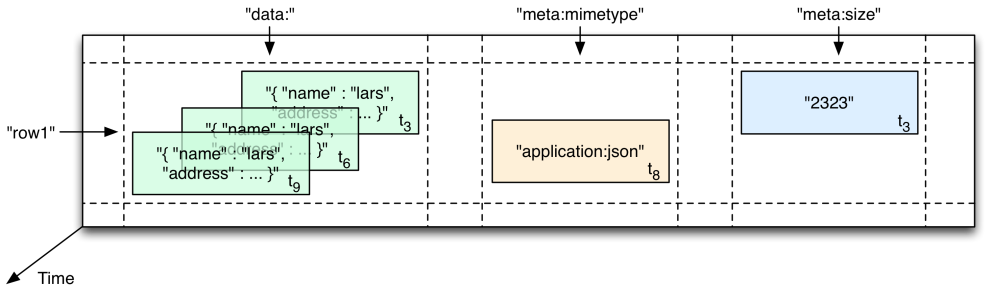 "data:"
"meta:mimetype"
"meta:size"
"row1"
"{ "name" : "lars",
"address" : ... }"
t3
"{ "name" : "lars",
"address" : ... }"
t6
"{ "name" : "lars",
"address" : ... }"
t9
"application:json"
t8
"2323"
t3
Time